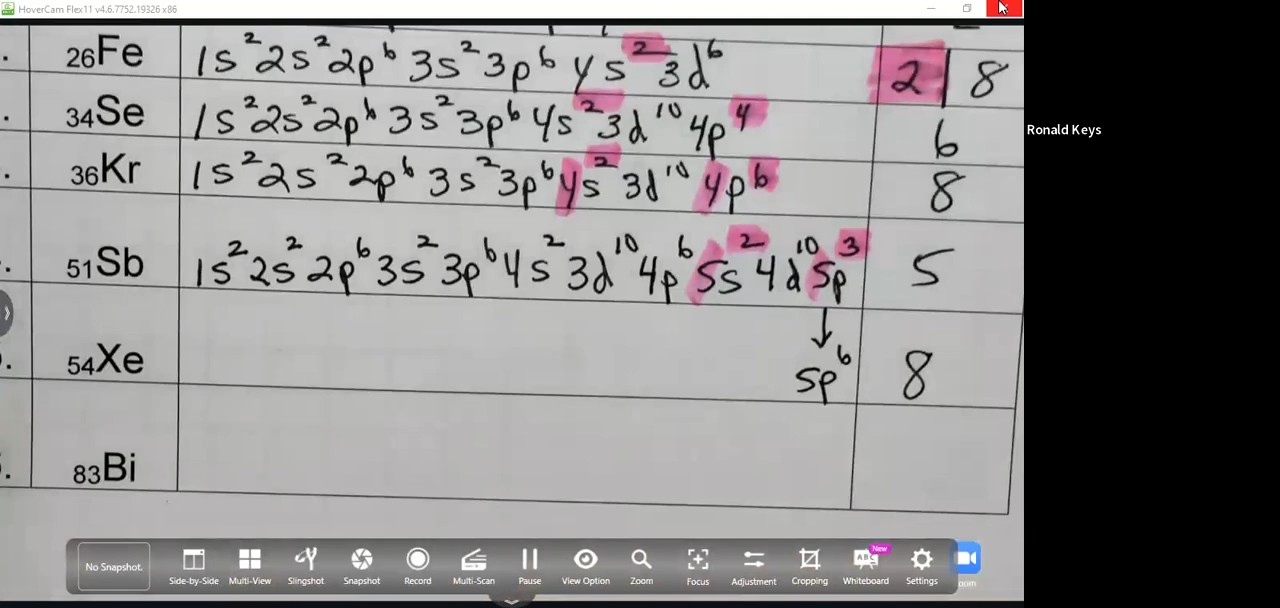 HoverCam Flex11 v4.6.7752.19326 x86
26Fe 1s² 2s² 2p⁶ 3s² 3p⁶ 4s² 3d⁶ 2 | 8
34Se 1s² 2s² 2p⁶ 3s² 3p⁶ 4s² 3d¹⁰ 4p⁴ 6
Ronald Keys
36Kr 1s² 2s² 2p⁶ 3s² 3p⁶ 4s² 3d¹⁰ 4p⁶ 8
51Sb 1s² 2s² 2p⁶ 3s² 3p⁶ 4s² 3d¹⁰ 4p⁶ 5s² 4d¹⁰ 5p³ 5
54Xe ↓ 5p⁶ 8
83Bi
No Snapshot.
Side-by-Side Multi-View Slingshot Snapshot Record Multi-Scan Pause View Option Zoom Focus Adjustment Cropping Whiteboard Settings
ABC New